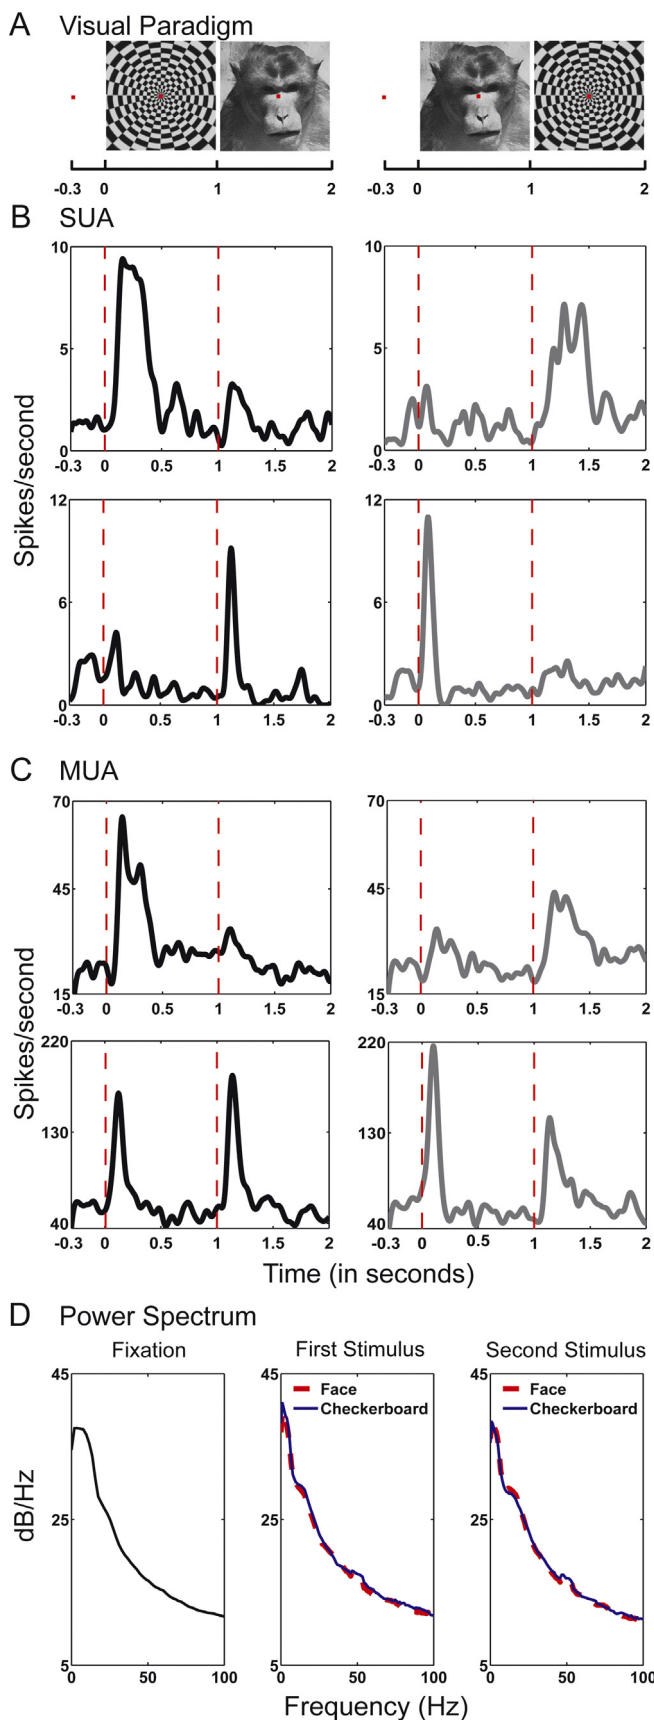 A Visual Paradigm
-0.3 0 1 2 -0.3 0 1 2
B SUA
10 10
5 5
0 0
-0.3 0 0.5 1 1.5 2 -0.3 0 0.5 1 1.5 2
Spikes/second
12 12
6 6
0 0
-0.3 0 0.5 1 1.5 2 -0.3 0 0.5 1 1.5 2
C MUA
70 70
45 45
15 15
-0.3 0 0.5 1 1.5 2 -0.3 0 0.5 1 1.5 2
Spikes/second
220 220
130 130
40 40
-0.3 0 0.5 1 1.5 2 -0.3 0 0.5 1 1.5 2
Time (in seconds)
D Power Spectrum
Fixation First Stimulus Second Stimulus
45 45 45
Face Face
Checkerboard Checkerboard
dB/Hz
25 25 25
5 5 5
0 50 100 0 50 100 0 50 100
Frequency (Hz)